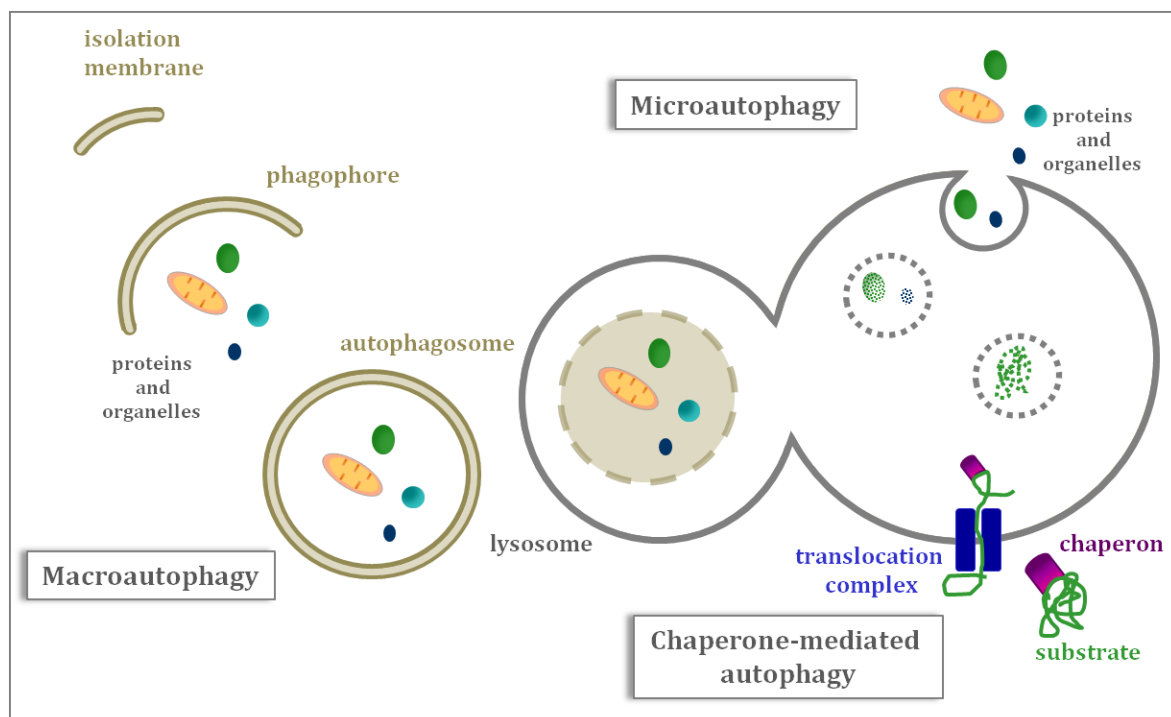 isolation
membrane
phagophore
proteins
and
organelles
autophagosome
Macroautophagy
lysosome
Microautophagy
proteins
and
organelles
translocation
complex
chaperon
substrate
Chaperone-mediated
autophagy